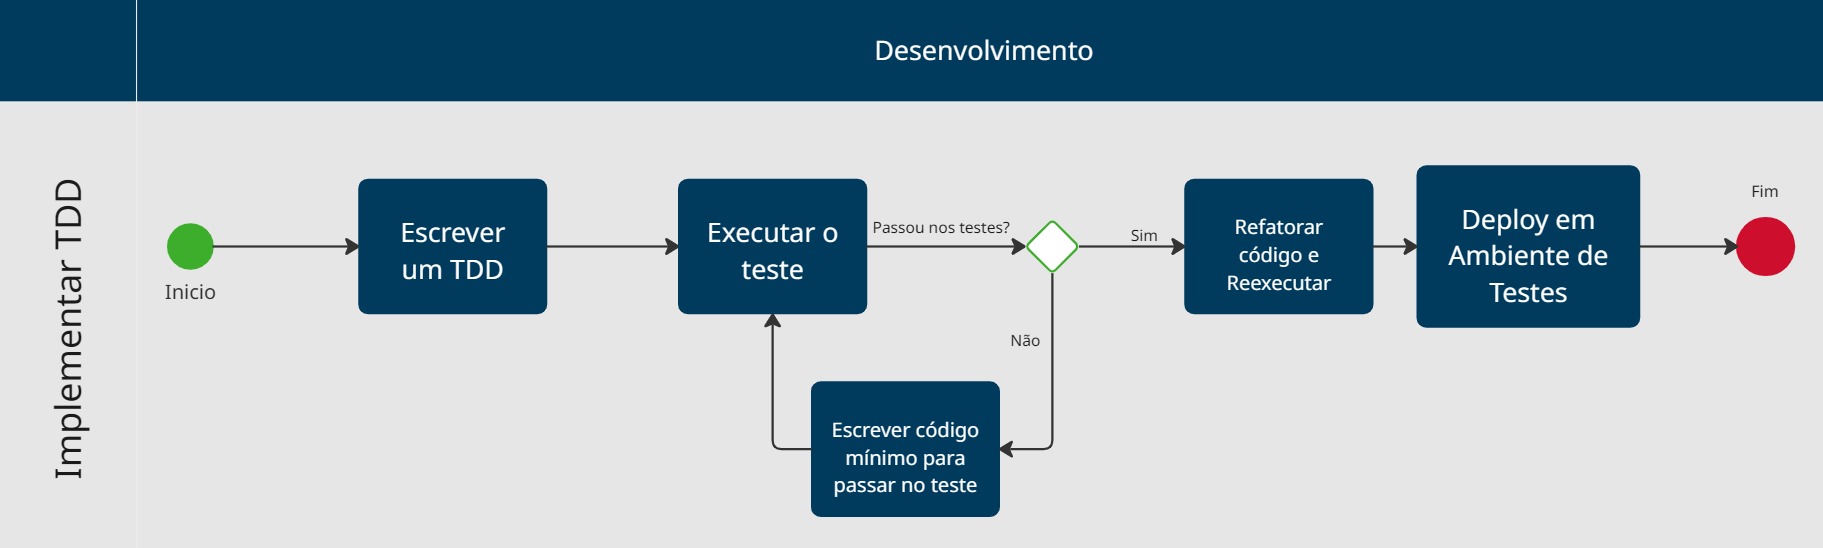 Desenvolvimento
Implementar TDD
Inicio
Escrever
um TDD
Executar o
teste
Passou nos testes?
Sim
Não
Escrever código
mínimo para
passar no teste
Refatorar
código e
Reexecutar
Deploy em
Ambiente de
Testes
Fim